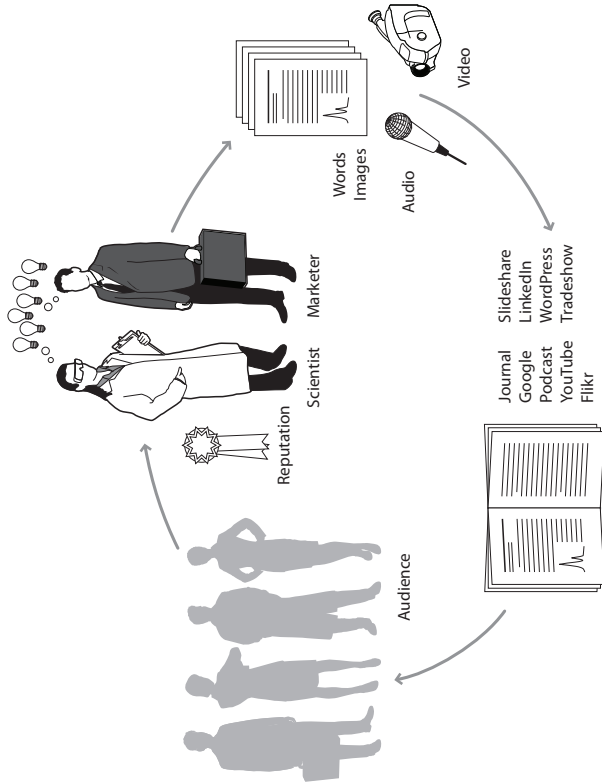 Scientist
Marketer
Words
Images
Audio
Video
Journal
Google
Podcast
YouTube
Flikr
Slideshare
LinkedIn
WordPress
Tradeshow
Audience
Reputation